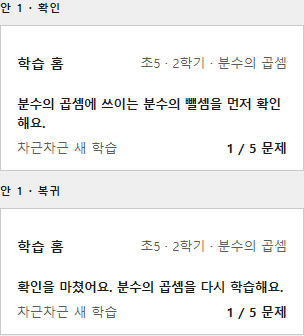 안 1 · 확인
학습 홈 초5 · 2학기 · 분수의 곱셈
분수의 곱셈에 쓰이는 분수의 뺄셈을 먼저 확인
해요.
차근차근 새 학습 1 / 5 문제
안 1 · 복귀
학습 홈 초5 · 2학기 · 분수의 곱셈
확인을 마쳤어요. 분수의 곱셈을 다시 학습해요.
차근차근 새 학습 1 / 5 문제